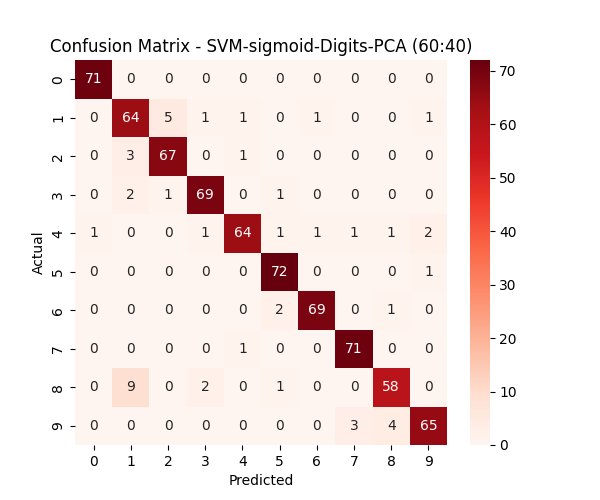 Confusion Matrix - SVM-sigmoid-Digits-PCA (60:40)
0 71 0 0 0 0 0 0 0 0 0
1 0 64 5 1 1 0 1 0 0 1
2 0 3 67 0 1 0 0 0 0 0
3 0 2 1 69 0 1 0 0 0 0
4 1 0 0 1 64 1 1 1 1 2
5 0 0 0 0 0 72 0 0 0 1
6 0 0 0 0 0 2 69 0 1 0
7 0 0 0 0 1 0 0 71 0 0
8 0 9 0 2 0 1 0 0 58 0
9 0 0 0 0 0 0 0 3 4 65
0 1 2 3 4 5 6 7 8 9
Predicted
Actual
70
60
50
40
30
20
10
0